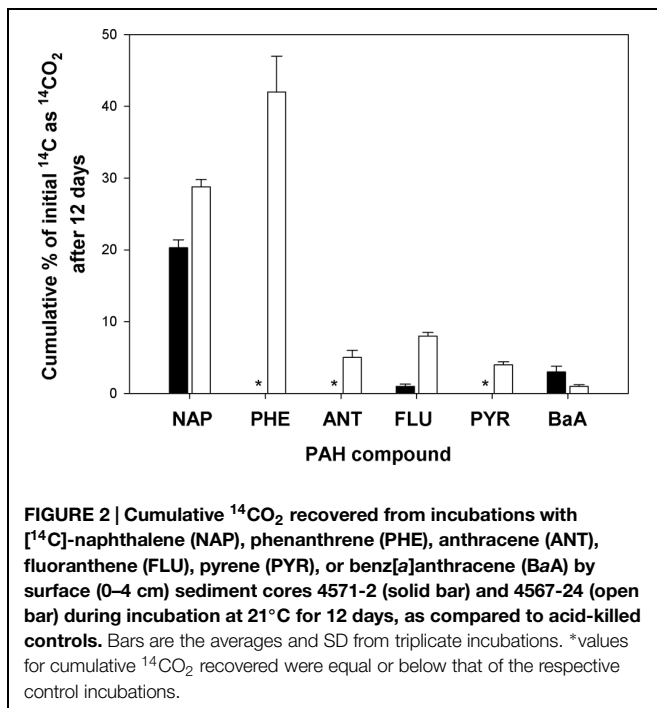 50
40
30
20
10
0
Cumulative % of initial ¹⁴C as ¹⁴CO₂
after 12 days
* * *
NAP PHE ANT FLU PYR BaA
PAH compound
FIGURE 2 | Cumulative ¹⁴CO₂ recovered from incubations with
[¹⁴C]-naphthalene (NAP), phenanthrene (PHE), anthracene (ANT),
fluoranthene (FLU), pyrene (PYR), or benz[a]anthracene (BaA) by
surface (0–4 cm) sediment cores 4571-2 (solid bar) and 4567-24 (open
bar) during incubation at 21°C for 12 days, as compared to acid-killed
controls. Bars are the averages and SD from triplicate incubations. *values
for cumulative ¹⁴CO₂ recovered were equal or below that of the respective
control incubations.